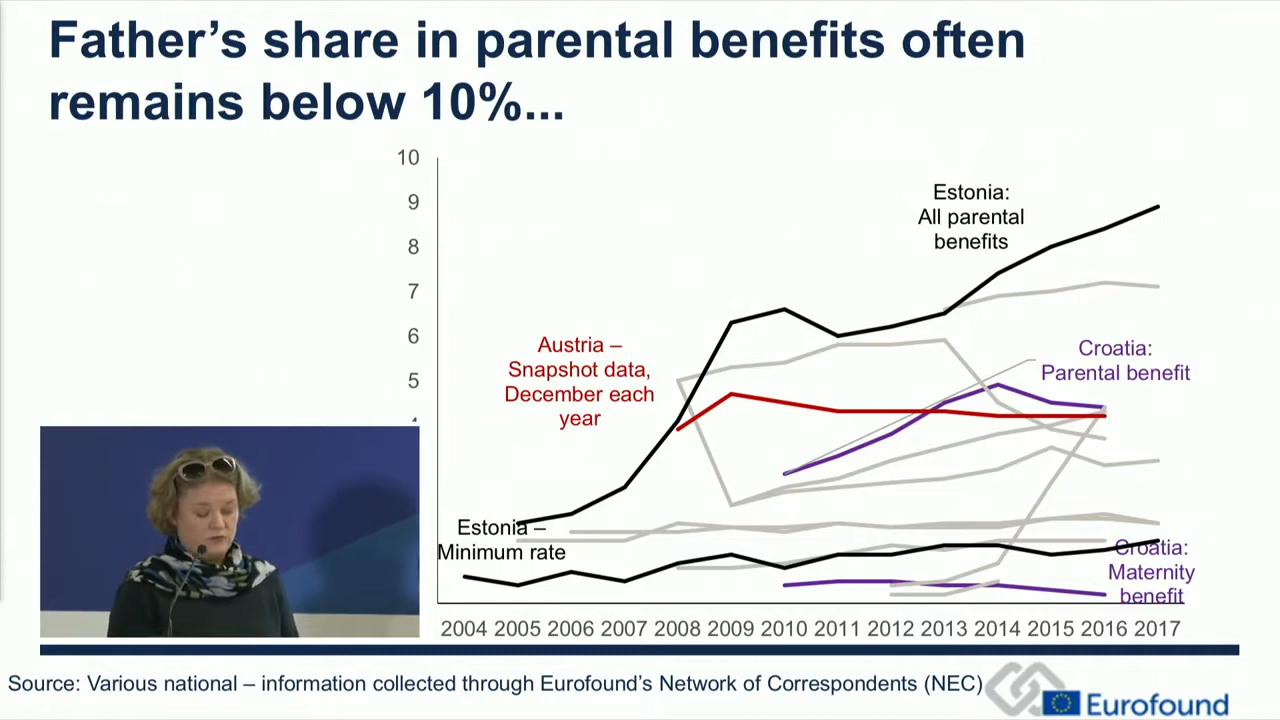 Father’s share in parental benefits often
remains below 10%...
10
9
8
7
6
5
Estonia:
All parental
benefits
Austria –
Snapshot data,
December each
year
Croatia:
Parental benefit
Estonia –
Minimum rate
Croatia:
Maternity
benefit
2004 2005 2006 2007 2008 2009 2010 2011 2012 2013 2014 2015 2016 2017
Source: Various national – information collected through Eurofound’s Network of Correspondents (NEC)
Eurofound